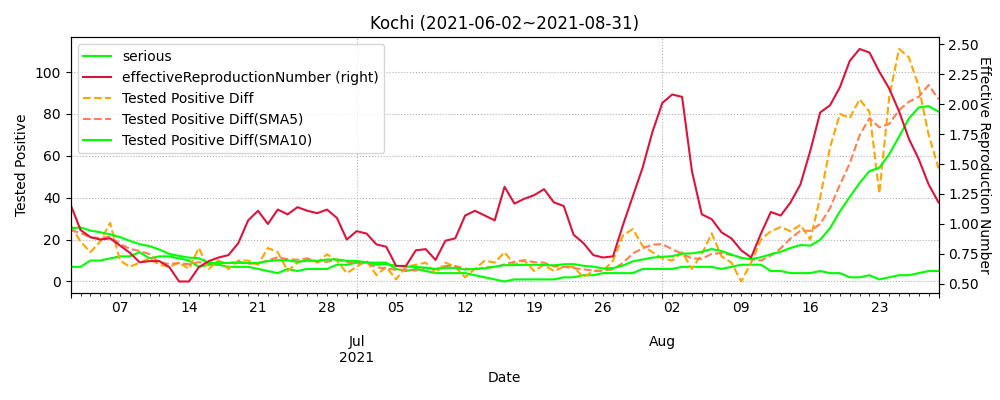 Kochi (2021-06-02~2021-08-31)
serious
effectiveReproductionNumber (right)
Tested Positive Diff
Tested Positive Diff(SMA5)
Tested Positive Diff(SMA10)
Tested Positive
100
80
60
40
20
0
2.50
2.25
2.00
1.75
1.50
1.25
1.00
0.75
0.50
Effective Reproduction Number
07 14 21 28 05 12 19 26 02 09 16 23
Jul Aug
2021
Date